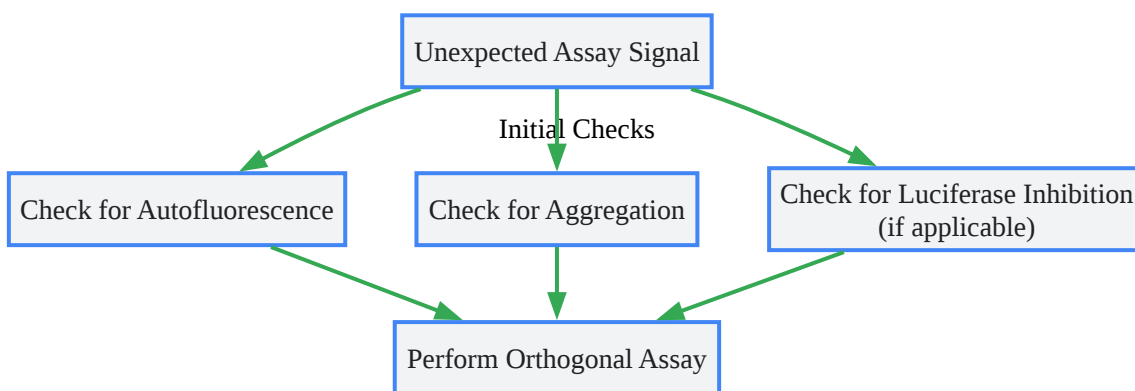 Unexpected Assay Signal
Initial Checks
Check for Autofluorescence
Check for Aggregation
Check for Luciferase Inhibition
(if applicable)
Perform Orthogonal Assay